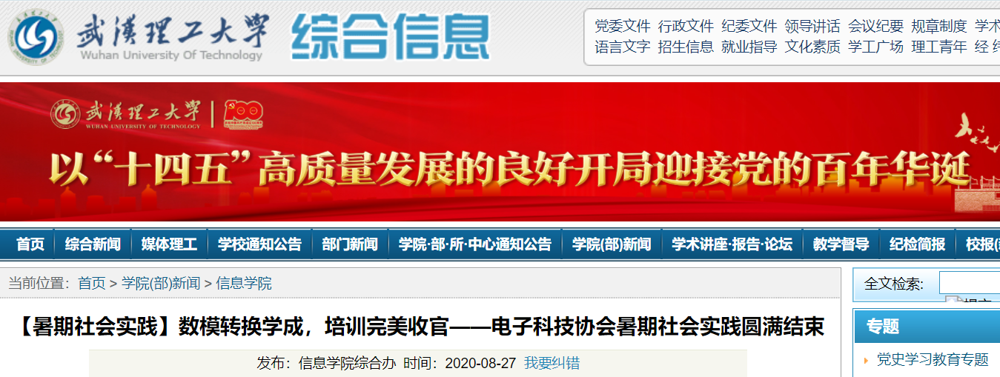 武汉理工大学 综合信息
Wuhan University Of Technology
党委文件 行政文件 纪委文件 领导讲话 会议纪要 规章制度 学术
语言文字 招生信息 就业指导 文化素质 学工广场 理工青年 经
武汉理工大学
WUHAN UNIVERSITY OF TECHNOLOGY
以“十四五”高质量发展的良好开局迎接党的百年华诞
首页 综合新闻 媒体理工 学校通知公告 部门新闻 学院·部·所·中心通知公告 学院(部)新闻 学术讲座·报告·论坛 教学督导 纪检简报 校报(
当前位置: 首页 > 学院(部)新闻 > 信息学院
全文检索:
【暑期社会实践】数模转换学成，培训完美收官——电子科技协会暑期社会实践圆满结束
发布：信息学院综合办 时间：2020-08-27 我要纠错
专题
党史学习教育专题